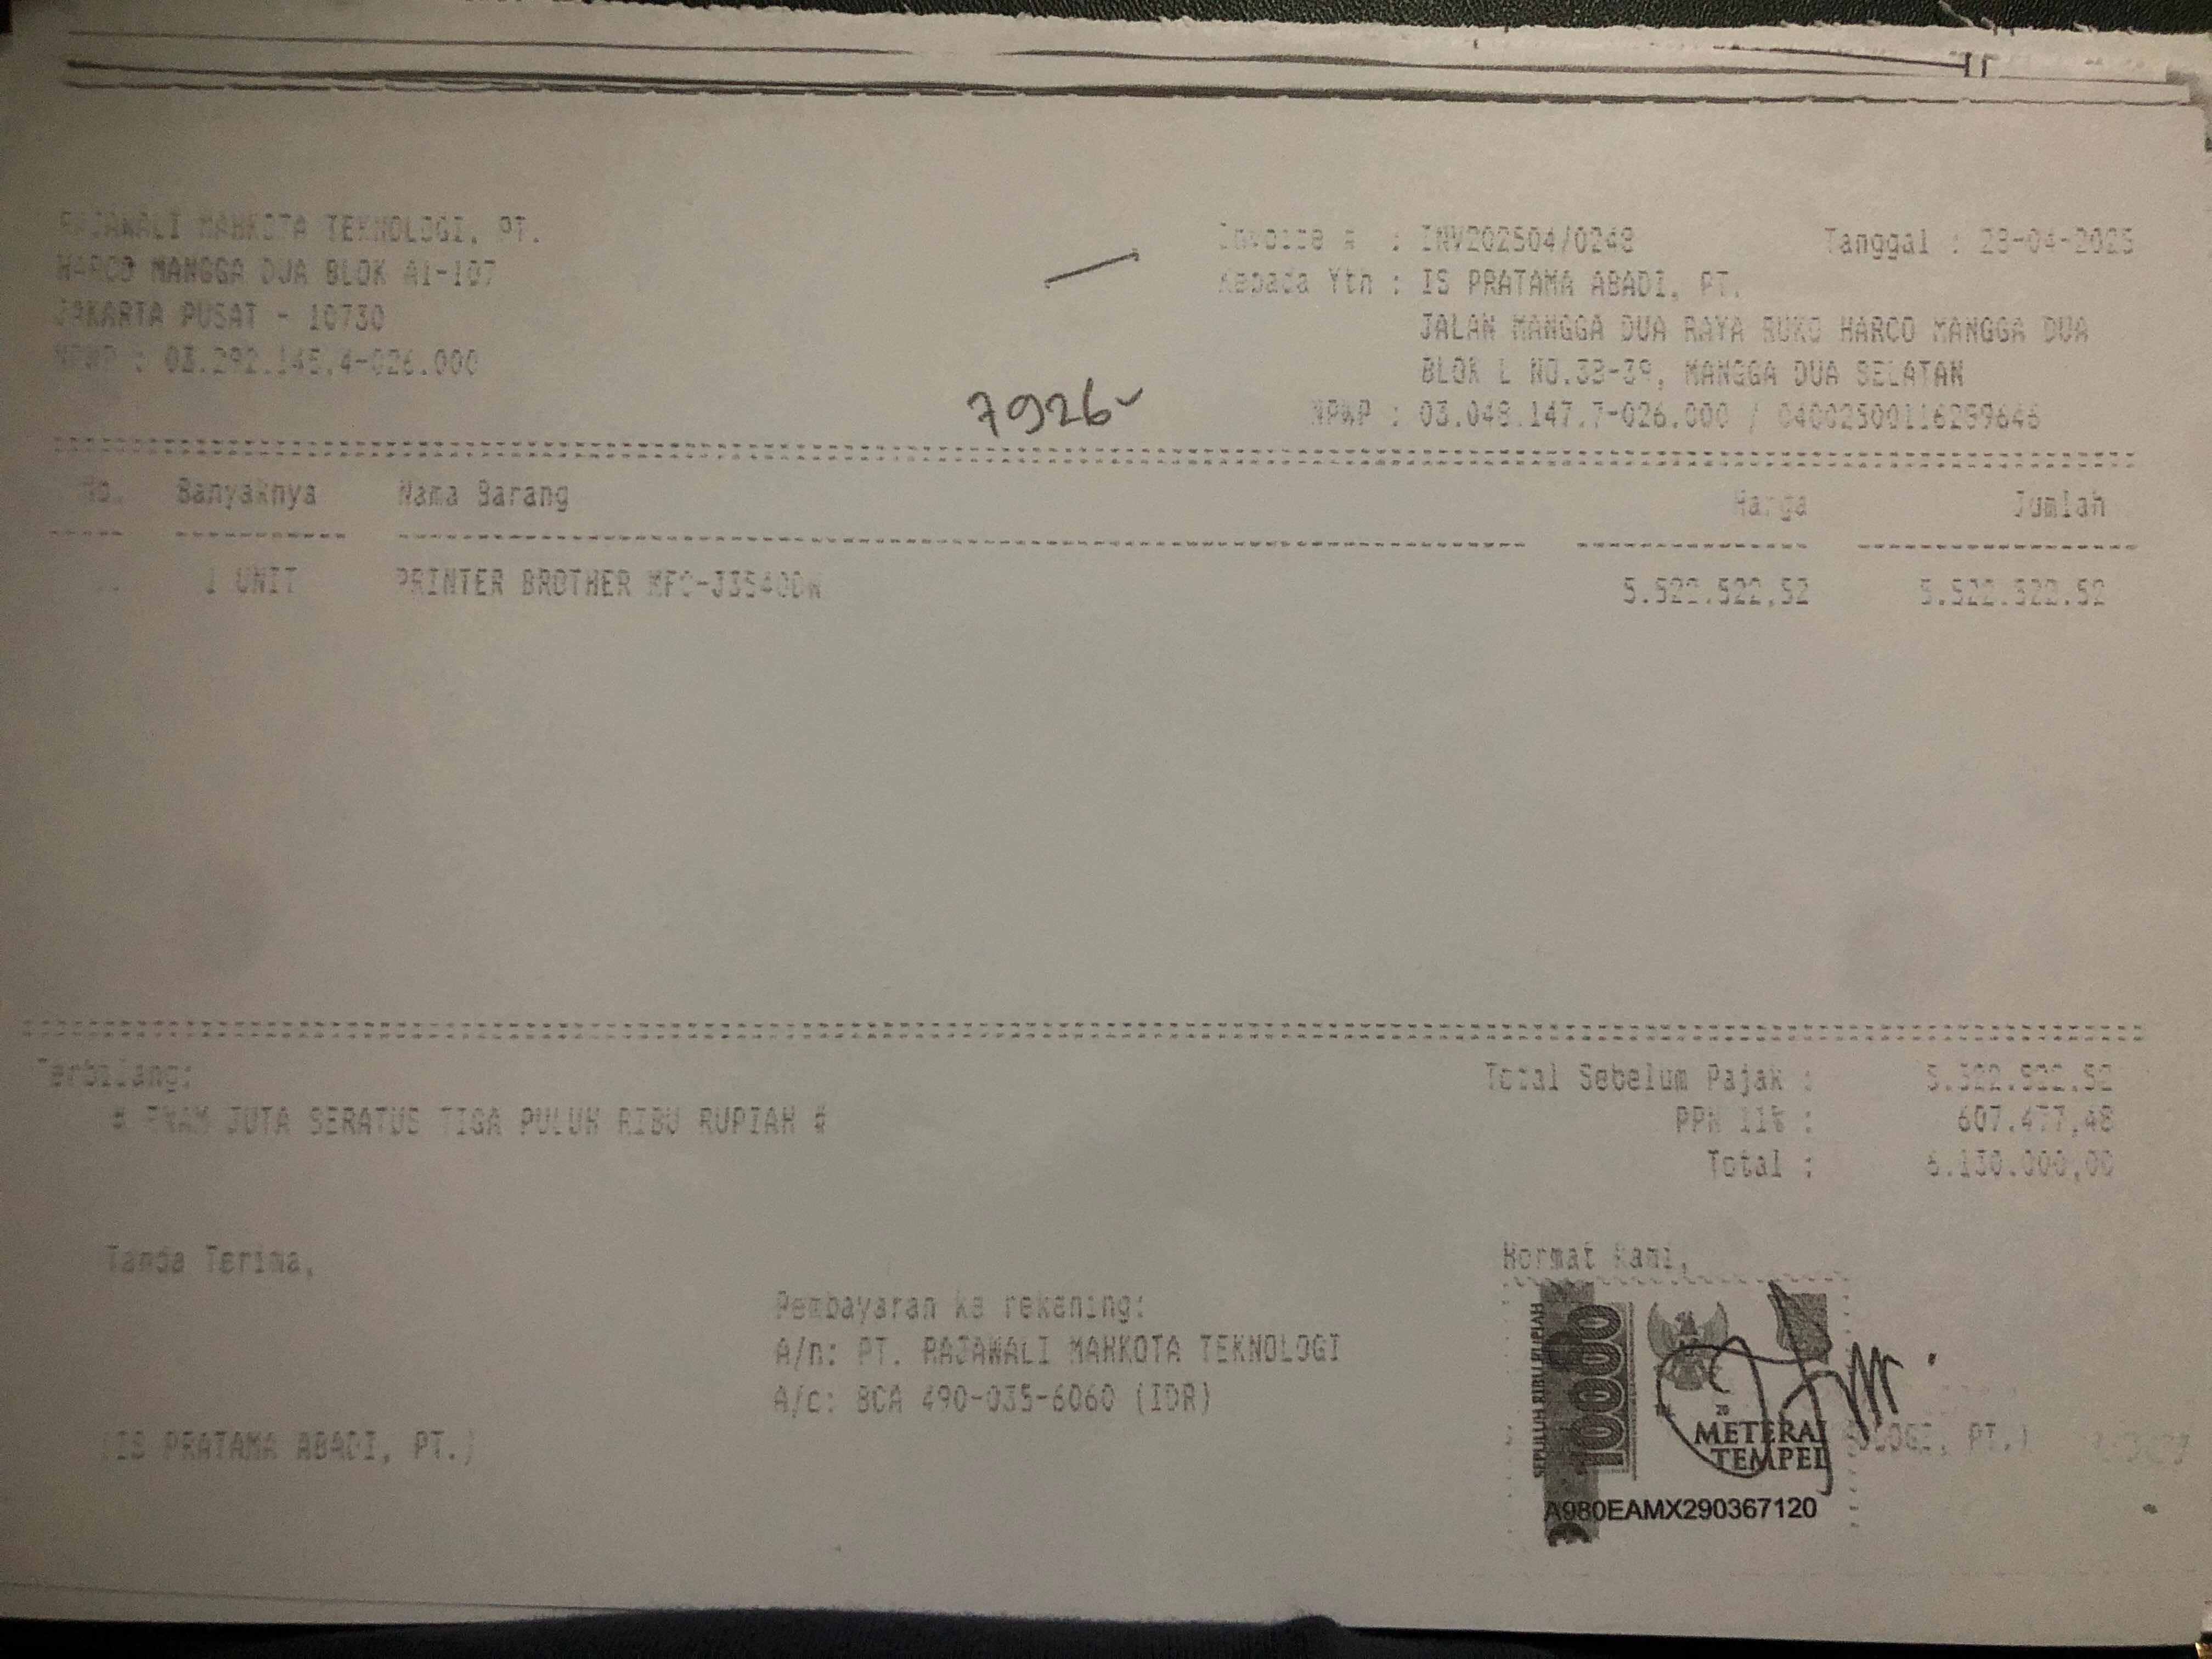 RAJAWALI MAHKOTA TEKNOLOGI, PT.
HARCO MANGGA DUA BLOK A1-107
JAKARTA PUSAT - 10730
NPWP : 03.292.145.4-026.000
Invoice # : INV202504/0248 Tanggal : 28-04-2025
Kepada Yth : IS PRATAMA ABADI, PT.
JALAN MANGGA DUA RAYA RUKO HARCO MANGGA DUA
BLOK L NO.38-39, MANGGA DUA SELATAN
NPWP : 03.048.147.7-026.000 /
7926
No. Banyaknya Nama Barang Harga Jumlah
1 UNIT PRINTER BROTHER MFC-J3540DW 5.522.522,52 5.522.522,52
Terbilang:
# ENAM JUTA SERATUS TIGA PULUH RIBU RUPIAH #
Total Sebelum Pajak : 5.522.522,52
PPN 11% : 607.477,48
Total : 6.130.000,00
Tanda Terima,
(IS PRATAMA ABADI, PT.)
Pembayaran ke rekening:
A/n: PT. RAJAWALI MAHKOTA TEKNOLOGI
A/c: BCA 490-035-6060 (IDR)
Hormat Kami,
SEPULUH RIBU RUPIAH
10000
20
METERAI
TEMPEL
OLOGI, PT.)
A980EAMX290367120